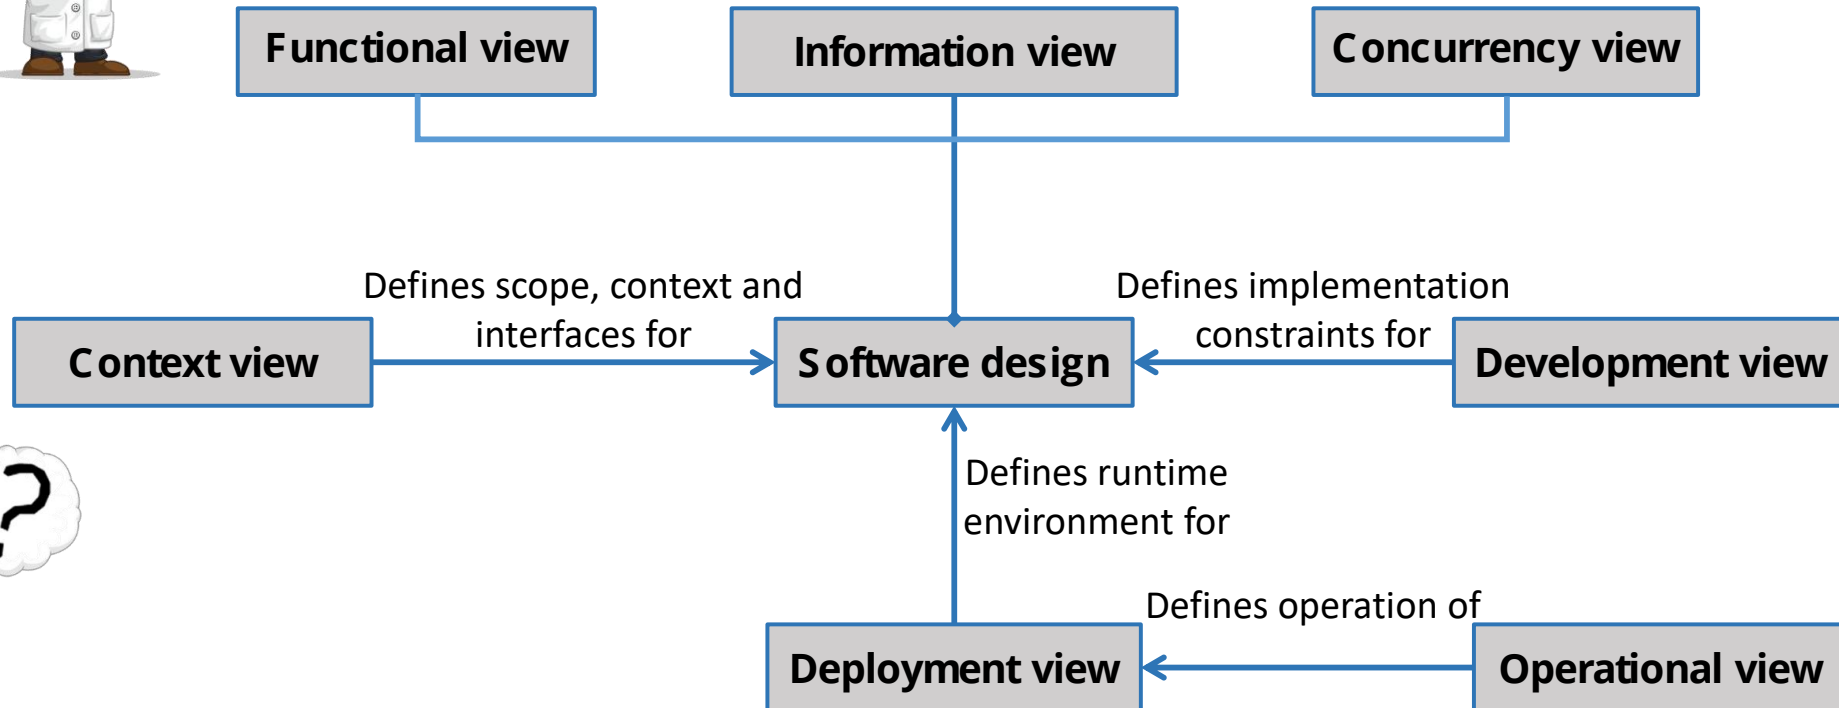 Functional view
Information view
Concurrency view
Defines scope, context and
interfaces for
Defines implementation
constraints for
Context view
Software design
Development view
?
Defines runtime
environment for
Defines operation of
Deployment view
Operational view